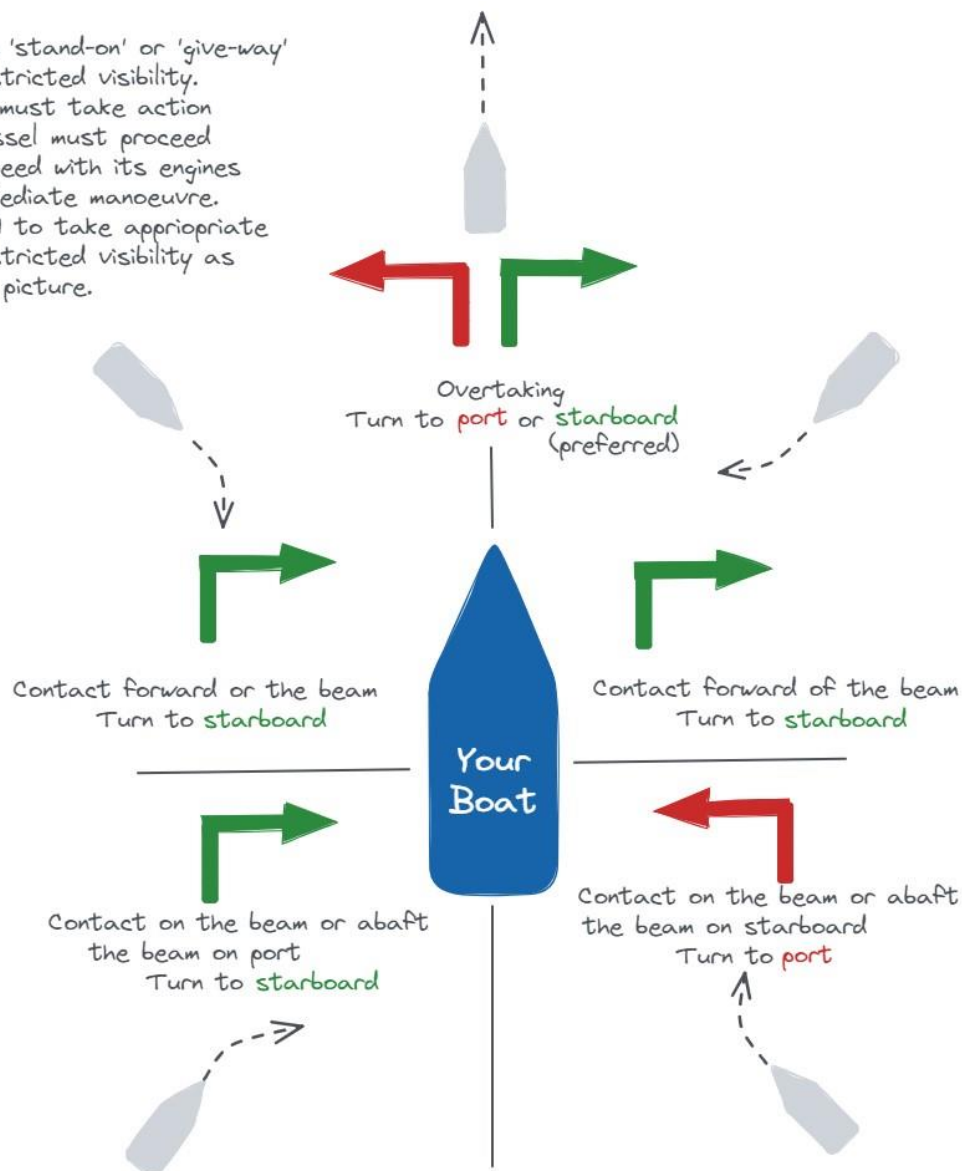 'stand-on' or 'give-way'
tricted visibility.
must take action
ssel must proceed
eed with its engines
ediate manoeuvre.
l to take appriopriate
tricted visibility as
picture.
Overtaking
Turn to port or starboard
(preferred)
Contact forward or the beam
Turn to starboard
Contact forward of the beam
Turn to starboard
Your
Boat
Contact on the beam or abaft
the beam on port
Turn to starboard
Contact on the beam or abaft
the beam on starboard
Turn to port